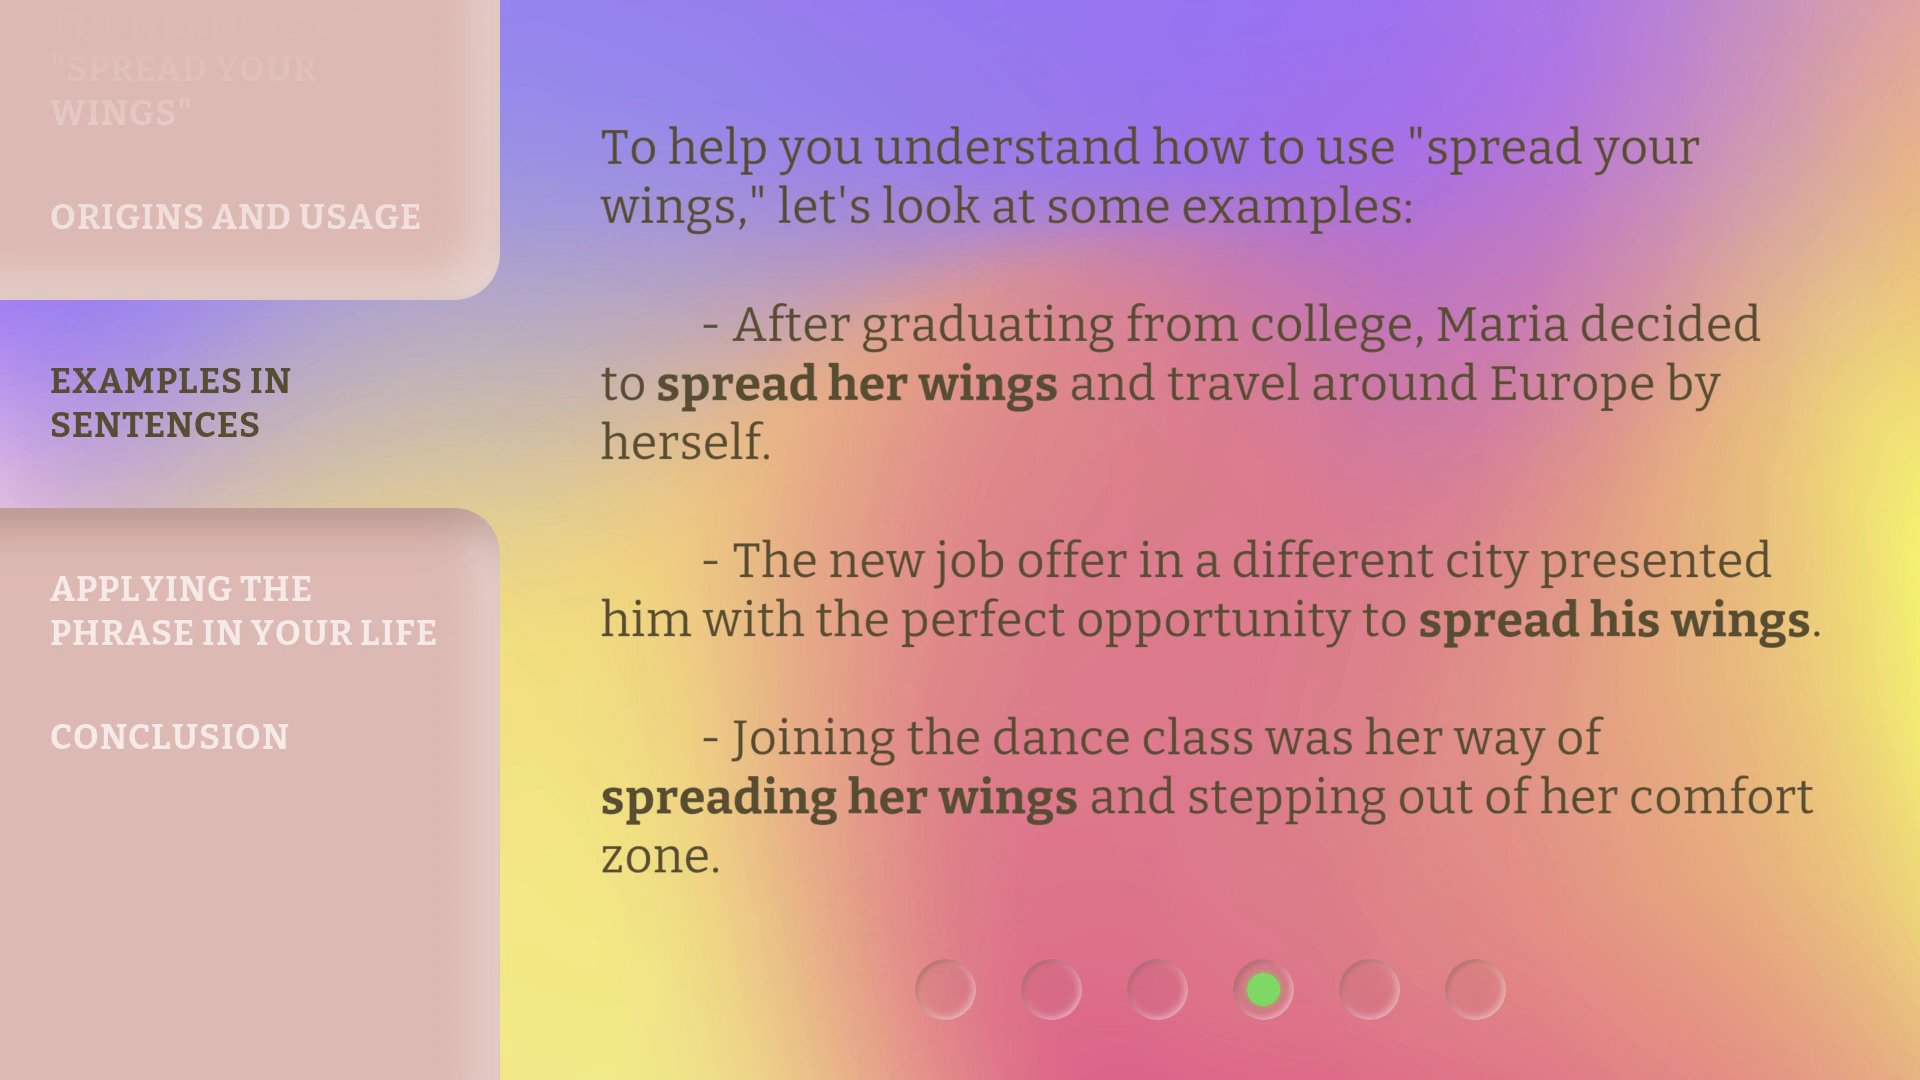 THE MEANING OF
"SPREAD YOUR
WINGS"
ORIGINS AND USAGE
EXAMPLES IN
SENTENCES
APPLYING THE
PHRASE IN YOUR LIFE
CONCLUSION
To help you understand how to use "spread your
wings," let's look at some examples:
- After graduating from college, Maria decided
to spread her wings and travel around Europe by
herself.
- The new job offer in a different city presented
him with the perfect opportunity to spread his wings.
- Joining the dance class was her way of
spreading her wings and stepping out of her comfort
zone.